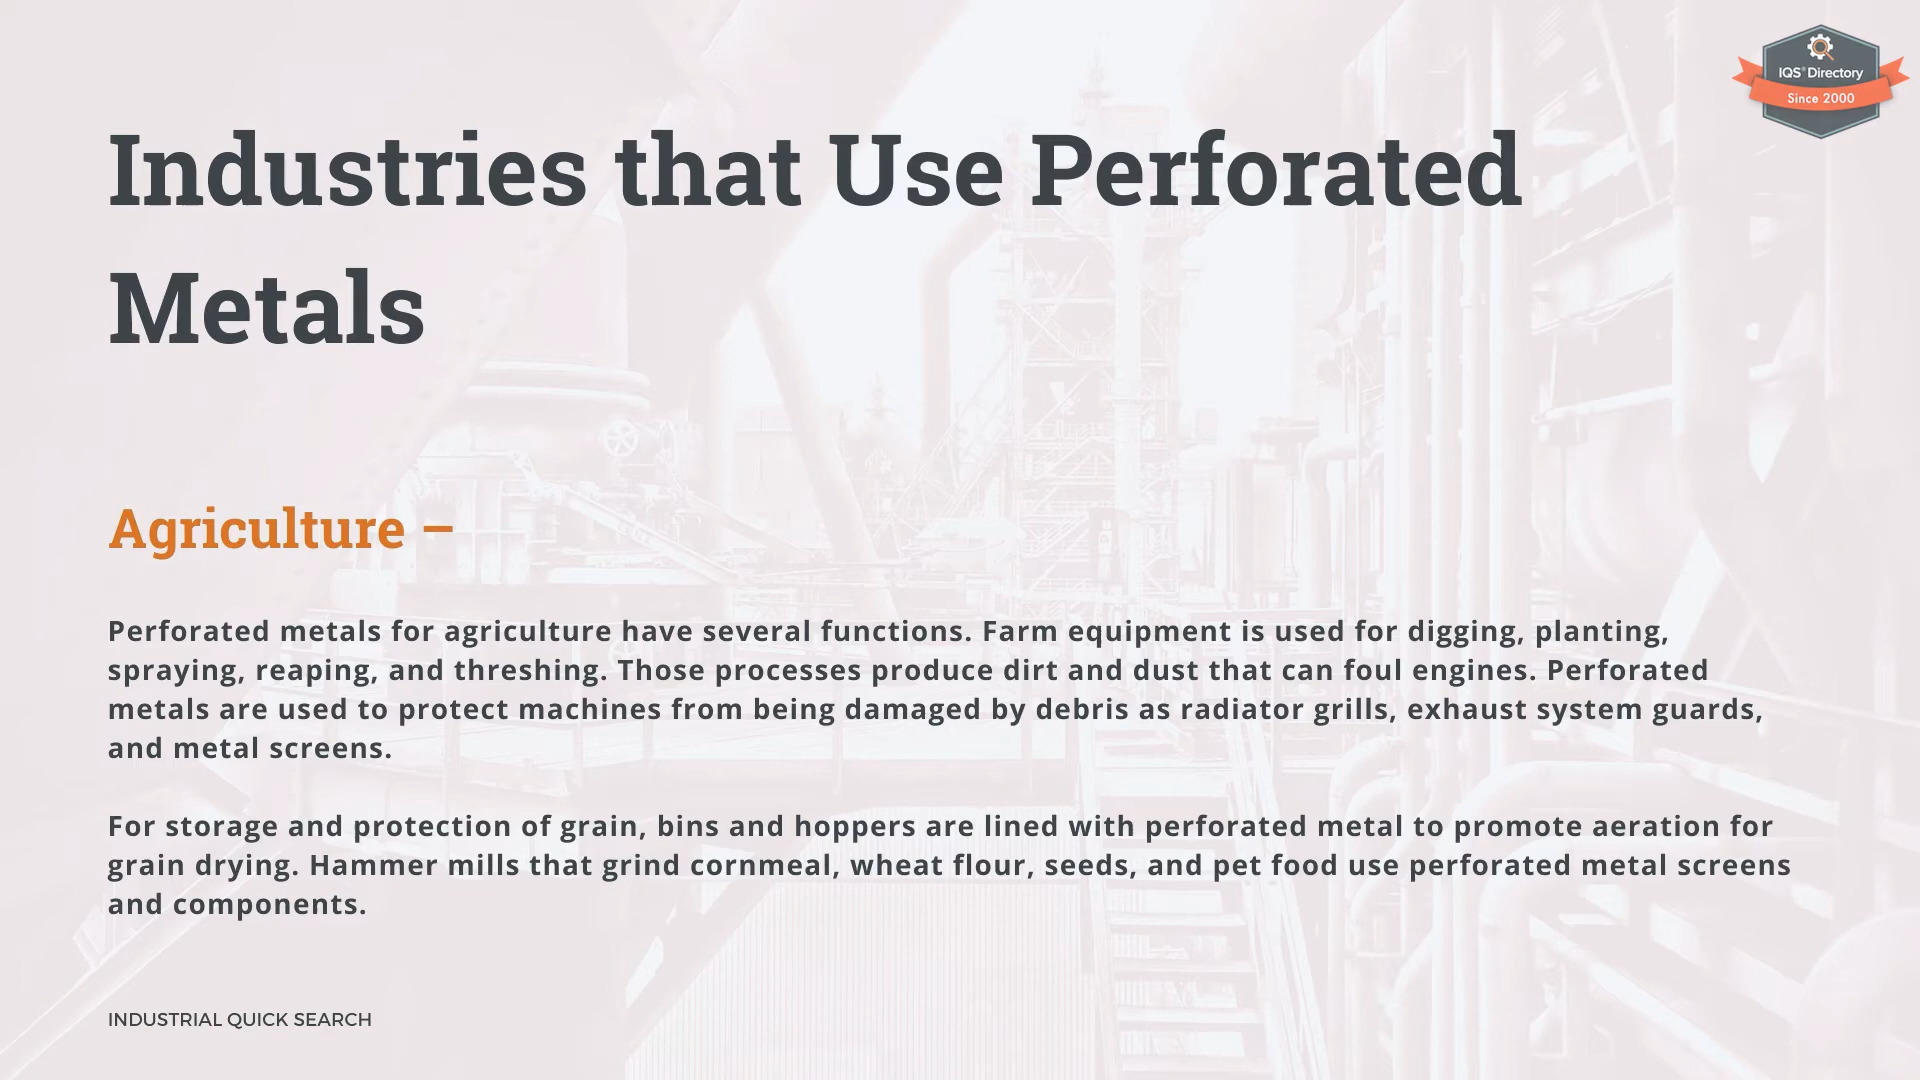 IQS® Directory
Since 2000
Industries that Use Perforated
Metals
Agriculture –
Perforated metals for agriculture have several functions. Farm equipment is used for digging, planting,
spraying, reaping, and threshing. Those processes produce dirt and dust that can foul engines. Perforated
metals are used to protect machines from being damaged by debris as radiator grills, exhaust system guards,
and metal screens.
For storage and protection of grain, bins and hoppers are lined with perforated metal to promote aeration for
grain drying. Hammer mills that grind cornmeal, wheat flour, seeds, and pet food use perforated metal screens
and components.
INDUSTRIAL QUICK SEARCH